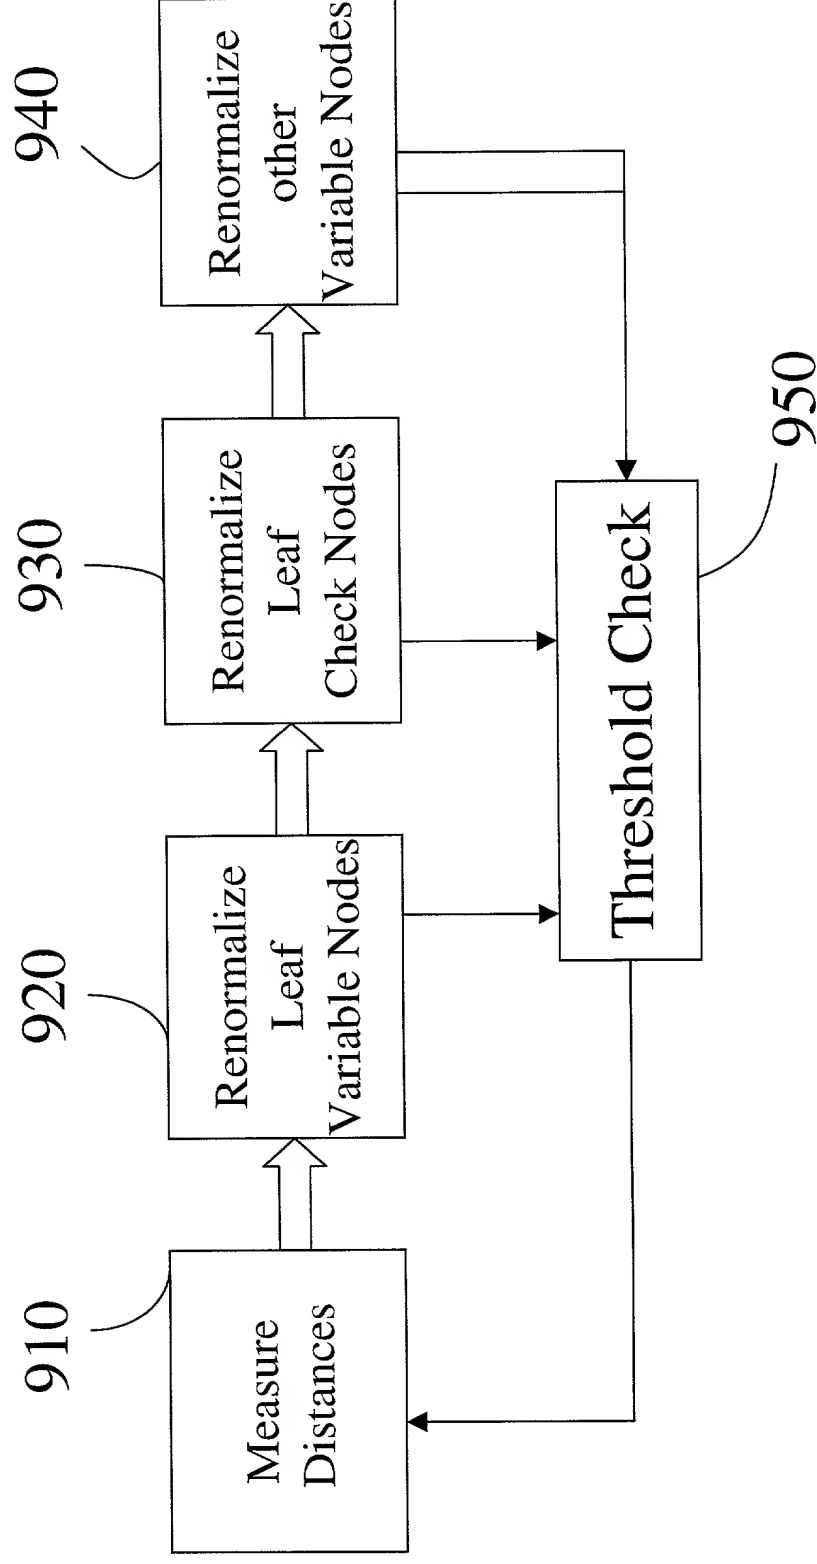 910
Measure
Distances
920
Renormalize
Leaf
Variable Nodes
930
Renormalize
Leaf
Check Nodes
940
Renormalize
other
Variable Nodes
Threshold Check
950